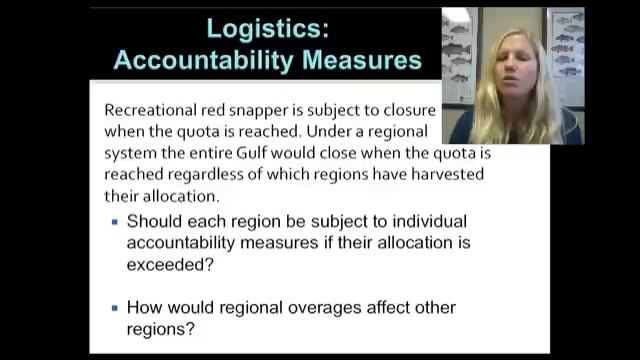 Logistics:
Accountability Measures
Recreational red snapper is subject to closure
when the quota is reached. Under a regional
system the entire Gulf would close when the quota is
reached regardless of which regions have harvested
their allocation.
Should each region be subject to individual
accountability measures if their allocation is
exceeded?
How would regional overages affect other
regions?